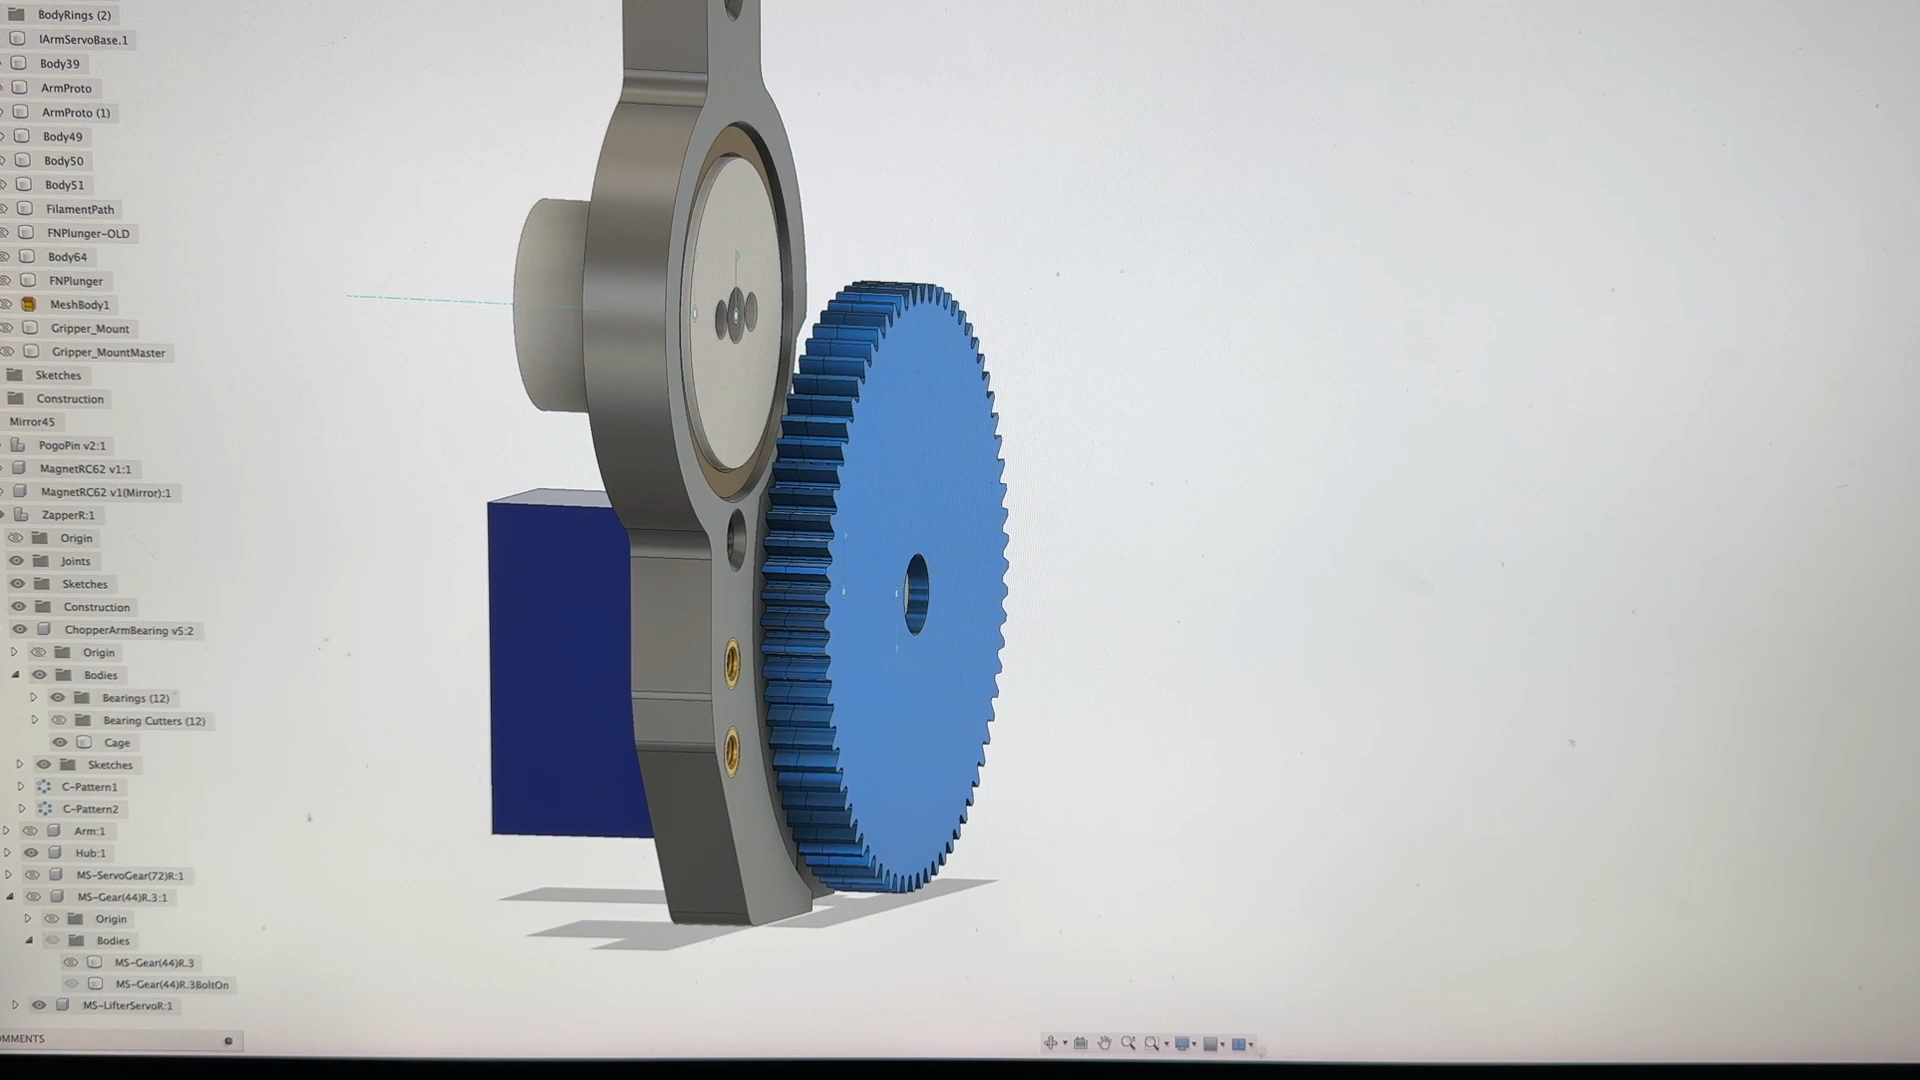 BodyRings (2)
IArmServoBase.1
Body39
ArmProto
ArmProto (1)
Body49
Body50
Body51
FilamentPath
FNPlunger-OLD
Body64
FNPlunger
MeshBody1
Gripper_Mount
Gripper_MountMaster
Sketches
Construction
Mirror45
PogoPin v2:1
MagnetRC62 v1:1
MagnetRC62 v1(Mirror):1
ZapperR:1
Origin
Joints
Sketches
Construction
ChopperArmBearing v5:2
Origin
Bodies
Bearings (12)
Bearing Cutters (12)
Cage
Sketches
C-Pattern1
C-Pattern2
Arm:1
Hub:1
MS-ServoGear(72)R:1
MS-Gear(44)R.3:1
Origin
Bodies
MS-Gear(44)R.3
MS-Gear(44)R.3BoltOn
MS-LifterServoR:1
OMMENTS